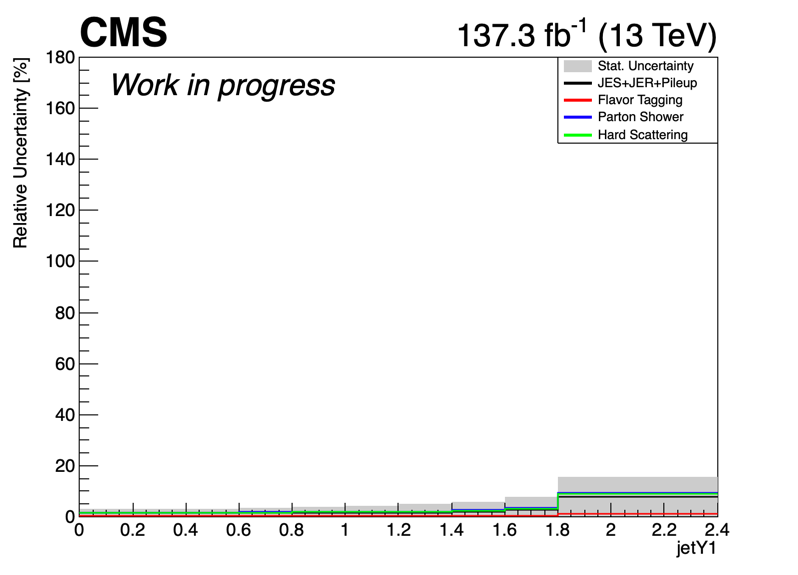 CMS 137.3 fb-1 (13 TeV)
Work in progress
Relative Uncertainty [%]
Stat. Uncertainty
JES+JER+Pileup
Flavor Tagging
Parton Shower
Hard Scattering
180
160
140
120
100
80
60
40
20
0
0 0.2 0.4 0.6 0.8 1 1.2 1.4 1.6 1.8 2 2.2 2.4
jetY1